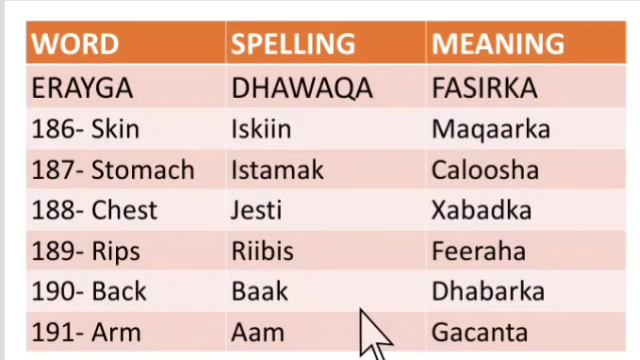 WORD SPELLING MEANING
ERAYGA DHAWAQA FASIRKA
186- Skin Iskiin Maqaarka
187- Stomach Istamak Caloosha
188- Chest Jesti Xabadka
189- Rips Riibis Feeraha
190- Back Baak Dhabarka
191- Arm Aam Gacanta